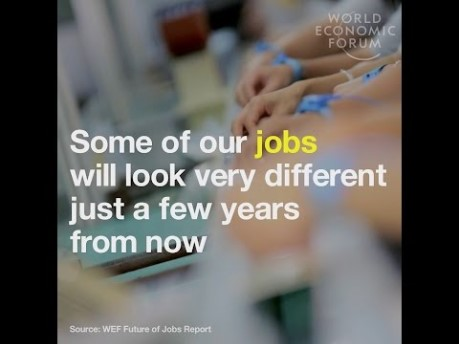 WORLD
ECONOMIC
FORUM
Some of our jobs
will look very different
just a few years
from now
Source: WEF Future of Jobs Report